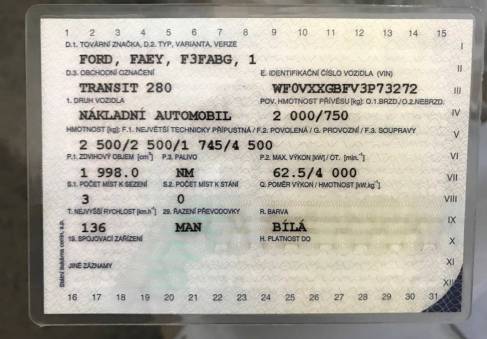 1 2 3 4 5 6 7 8 9 10 11 12 13 14 15
D.1. TOVÁRNÍ ZNAČKA, D.2. TYP, VARIANTA, VERZE I
FORD, FAEY, F3FABG, 1
D.3. OBCHODNÍ OZNAČENÍ E. IDENTIFIKAČNÍ ČÍSLO VOZIDLA (VIN) II
TRANSIT 280 WF0VXXGBFV3P73272 III
1. DRUH VOZIDLA POV. HMOTNOST PŘÍVĚSU [kg]: O.1.BRZD./O.2.NEBRZD.
NÁKLADNÍ AUTOMOBIL 2 000/750 IV
HMOTNOST [kg]: F.1. NEJVĚTŠÍ TECHNICKY PŘÍPUSTNÁ / F.2. POVOLENÁ / G. PROVOZNÍ / F.3. SOUPRAVY V
2 500/2 500/1 745/4 500
P.1. ZDVIHOVÝ OBJEM [cm³] P.3. PALIVO P.2. MAX. VÝKON [kW] / OT. [min.⁻¹] VI
1 998.0 NM 62.5/4 000 VII
S.1. POČET MÍST K SEZENÍ S.2. POČET MÍST K STÁNÍ Q. POMĚR VÝKON / HMOTNOST [kW.kg⁻¹]
3 0 VIII
T. NEJVYŠŠÍ RYCHLOST [km.h⁻¹] 29. ŘAZENÍ PŘEVODOVKY R. BARVA IX
136 MAN BÍLÁ
19. SPOJOVACÍ ZAŘÍZENÍ H. PLATNOST DO X
JINÉ ZÁZNAMY XI
XII
16 17 18 19 20 21 22 23 24 25 26 27 28 29 30 31
Státní tiskárna cenin, s.p.